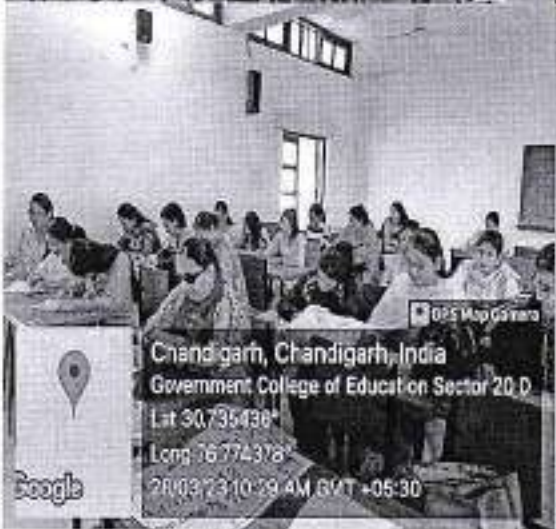 GPS Map Camera
Chandigarh, Chandigarh, India
Government College of Education Sector 20 D
Lat 30.735436°
Long 76.774378°
28/03/23 10:29 AM GMT +05:30
Google